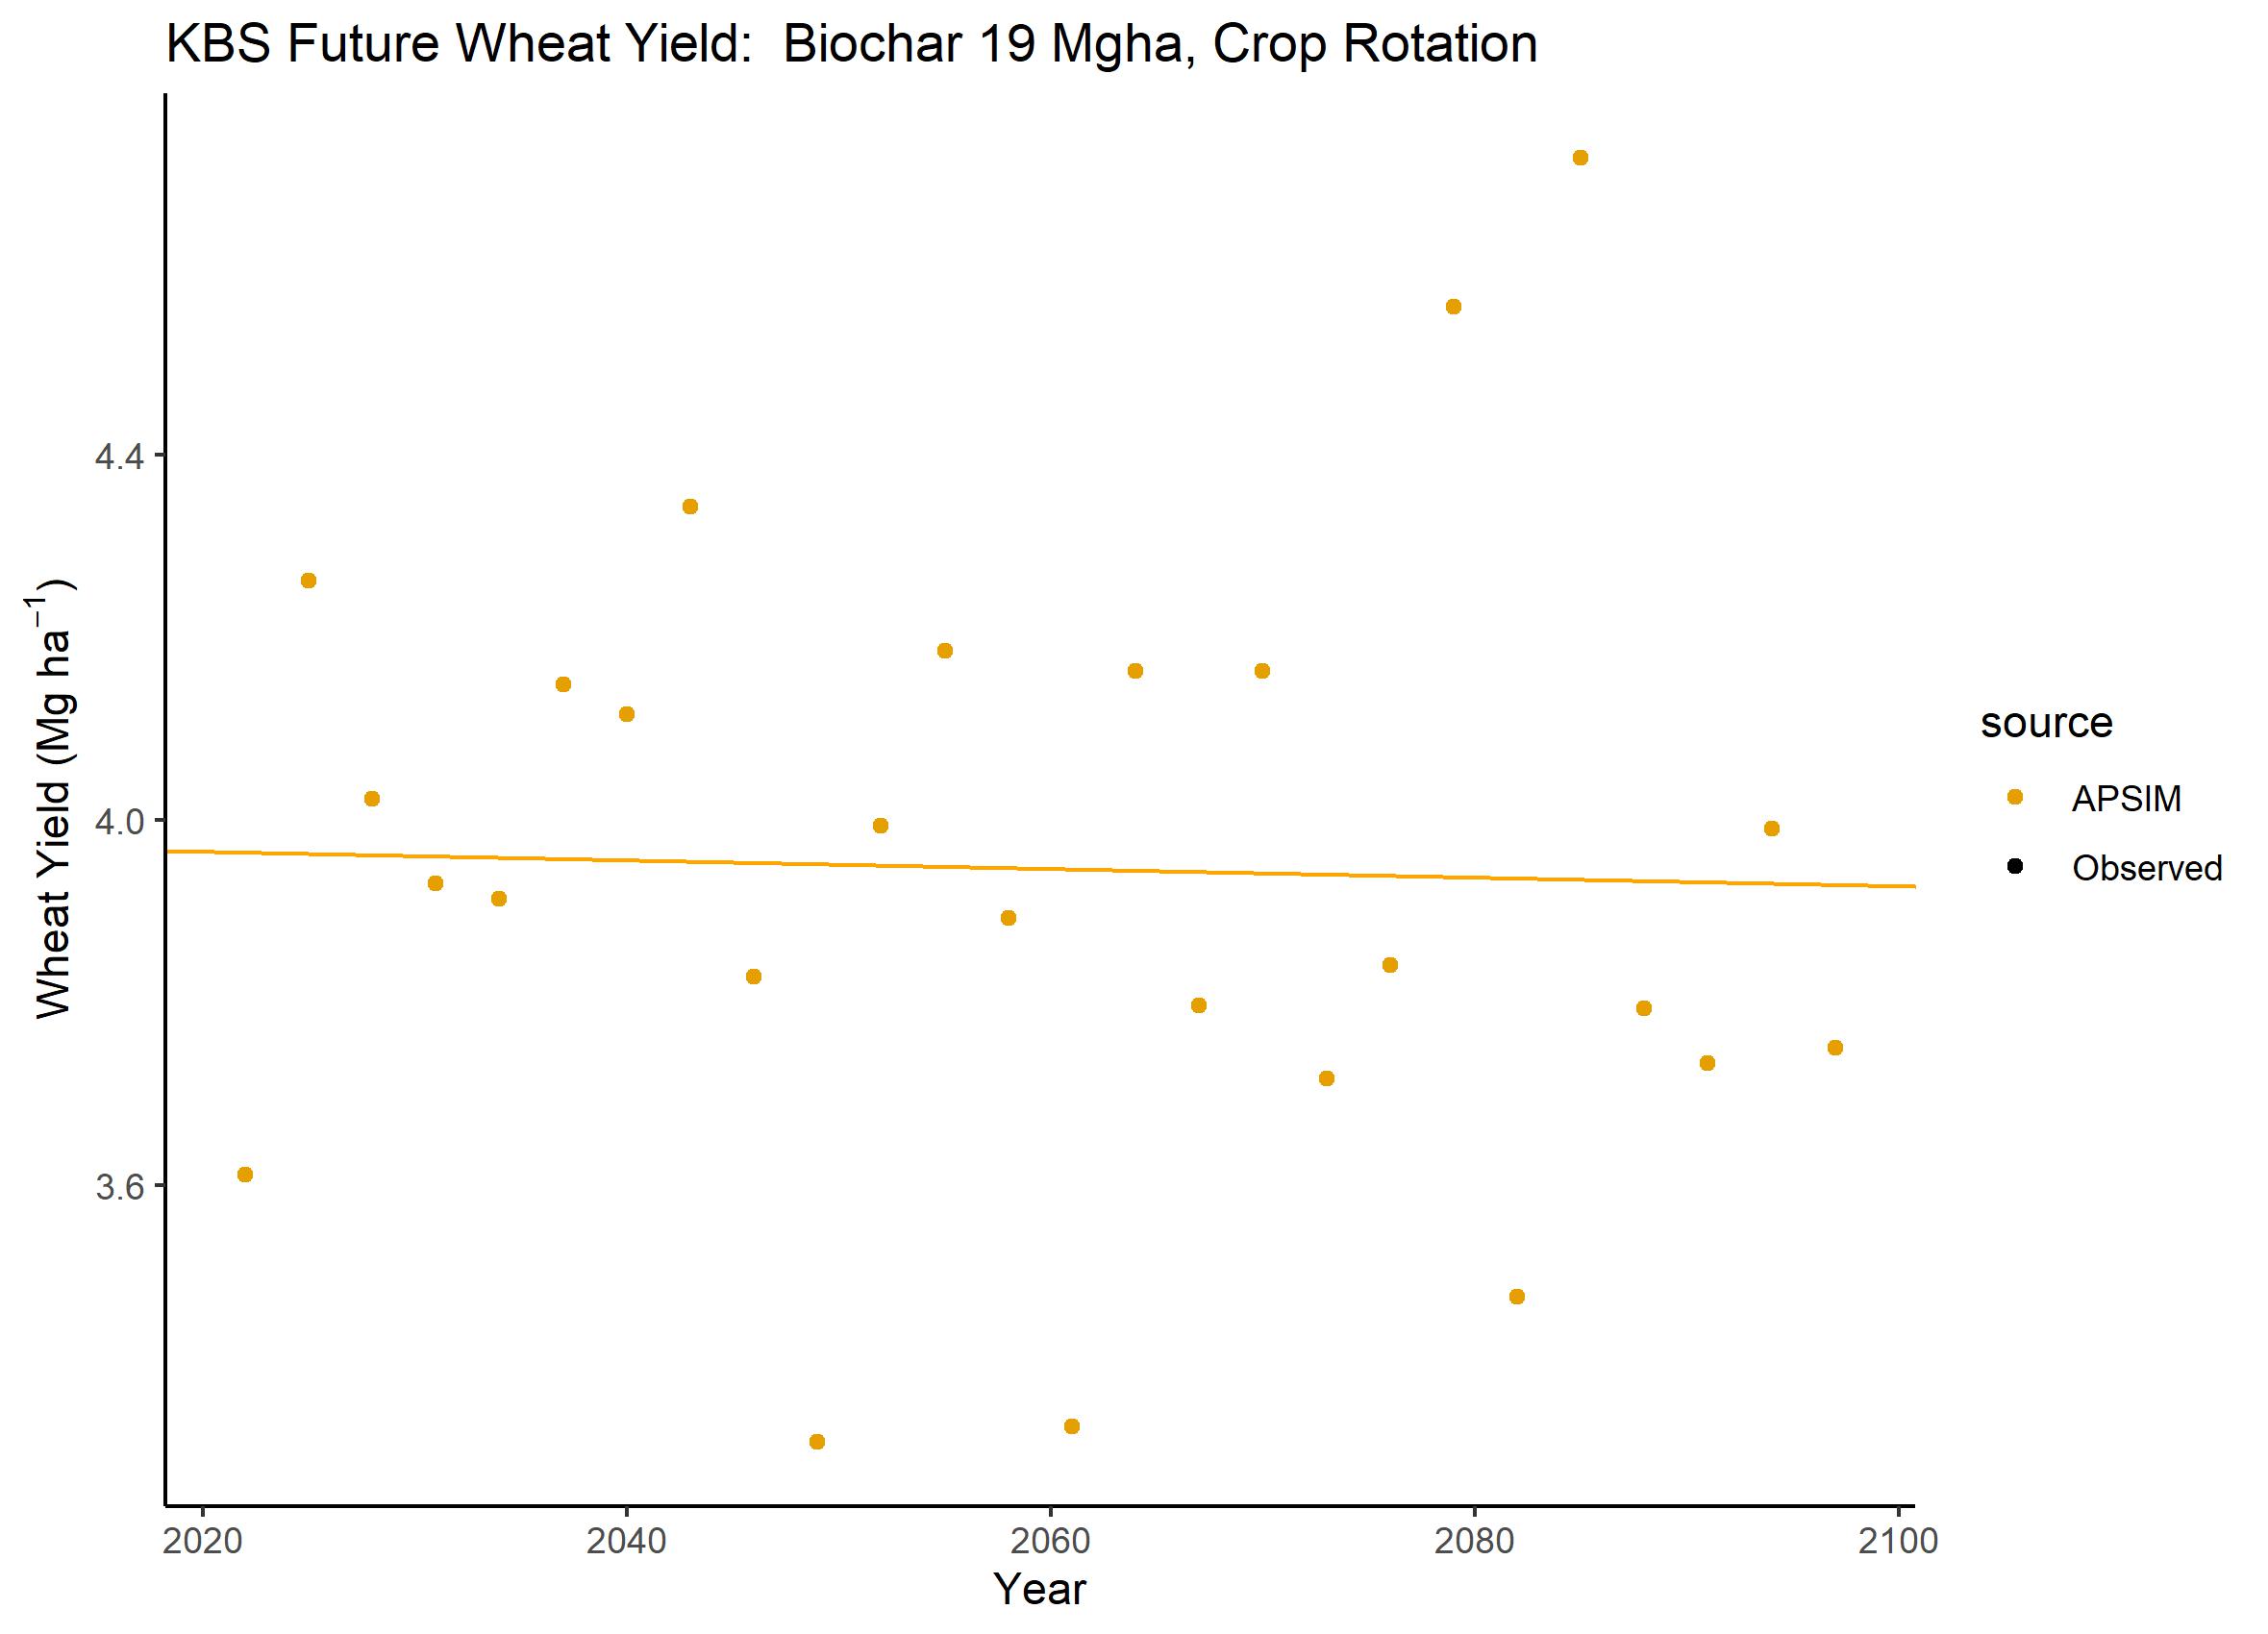 KBS Future Wheat Yield:  Biochar 19 Mgha, Crop Rotation
Wheat Yield (Mg ha⁻¹)
4.4
4.0
3.6
2020 2040 2060 2080 2100
Year
source
APSIM
Observed